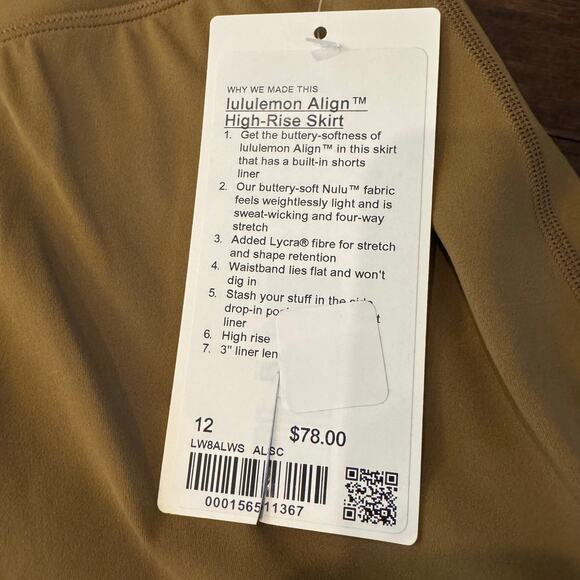 WHY WE MADE THIS
lululemon Align™
High-Rise Skirt
1. Get the buttery-softness of
lululemon Align™ in this skirt
that has a built-in shorts
liner
2. Our buttery-soft Nulu™ fabric
feels weightlessly light and is
sweat-wicking and four-way
stretch
3. Added Lycra® fibre for stretch
and shape retention
4. Waistband lies flat and won't
dig in
5. Stash your stuff in the side
drop-in
liner
6. High rise
7. 3" liner
12
$78.00
LW8ALWS ALSC
000156511367